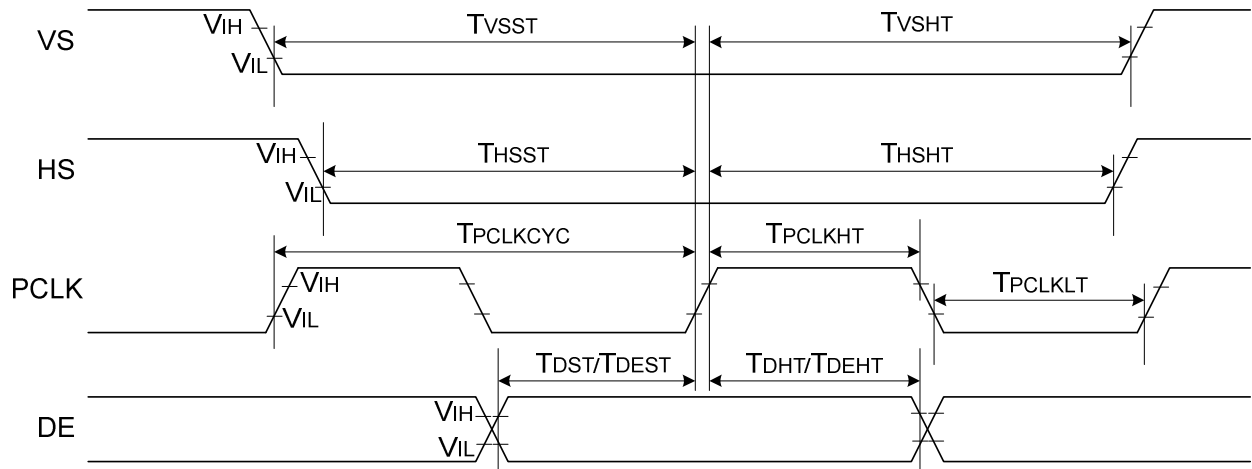 VS
VIH
VIL
TVSST
TVSHT
HS
VIH
VIL
THSST
THSHT
PCLK
TPCLKCYC
TPCLKHT
VIH
VIL
TPCLKLT
DE
TDST/TDEST
TDHT/TDEHT
VIH
VIL